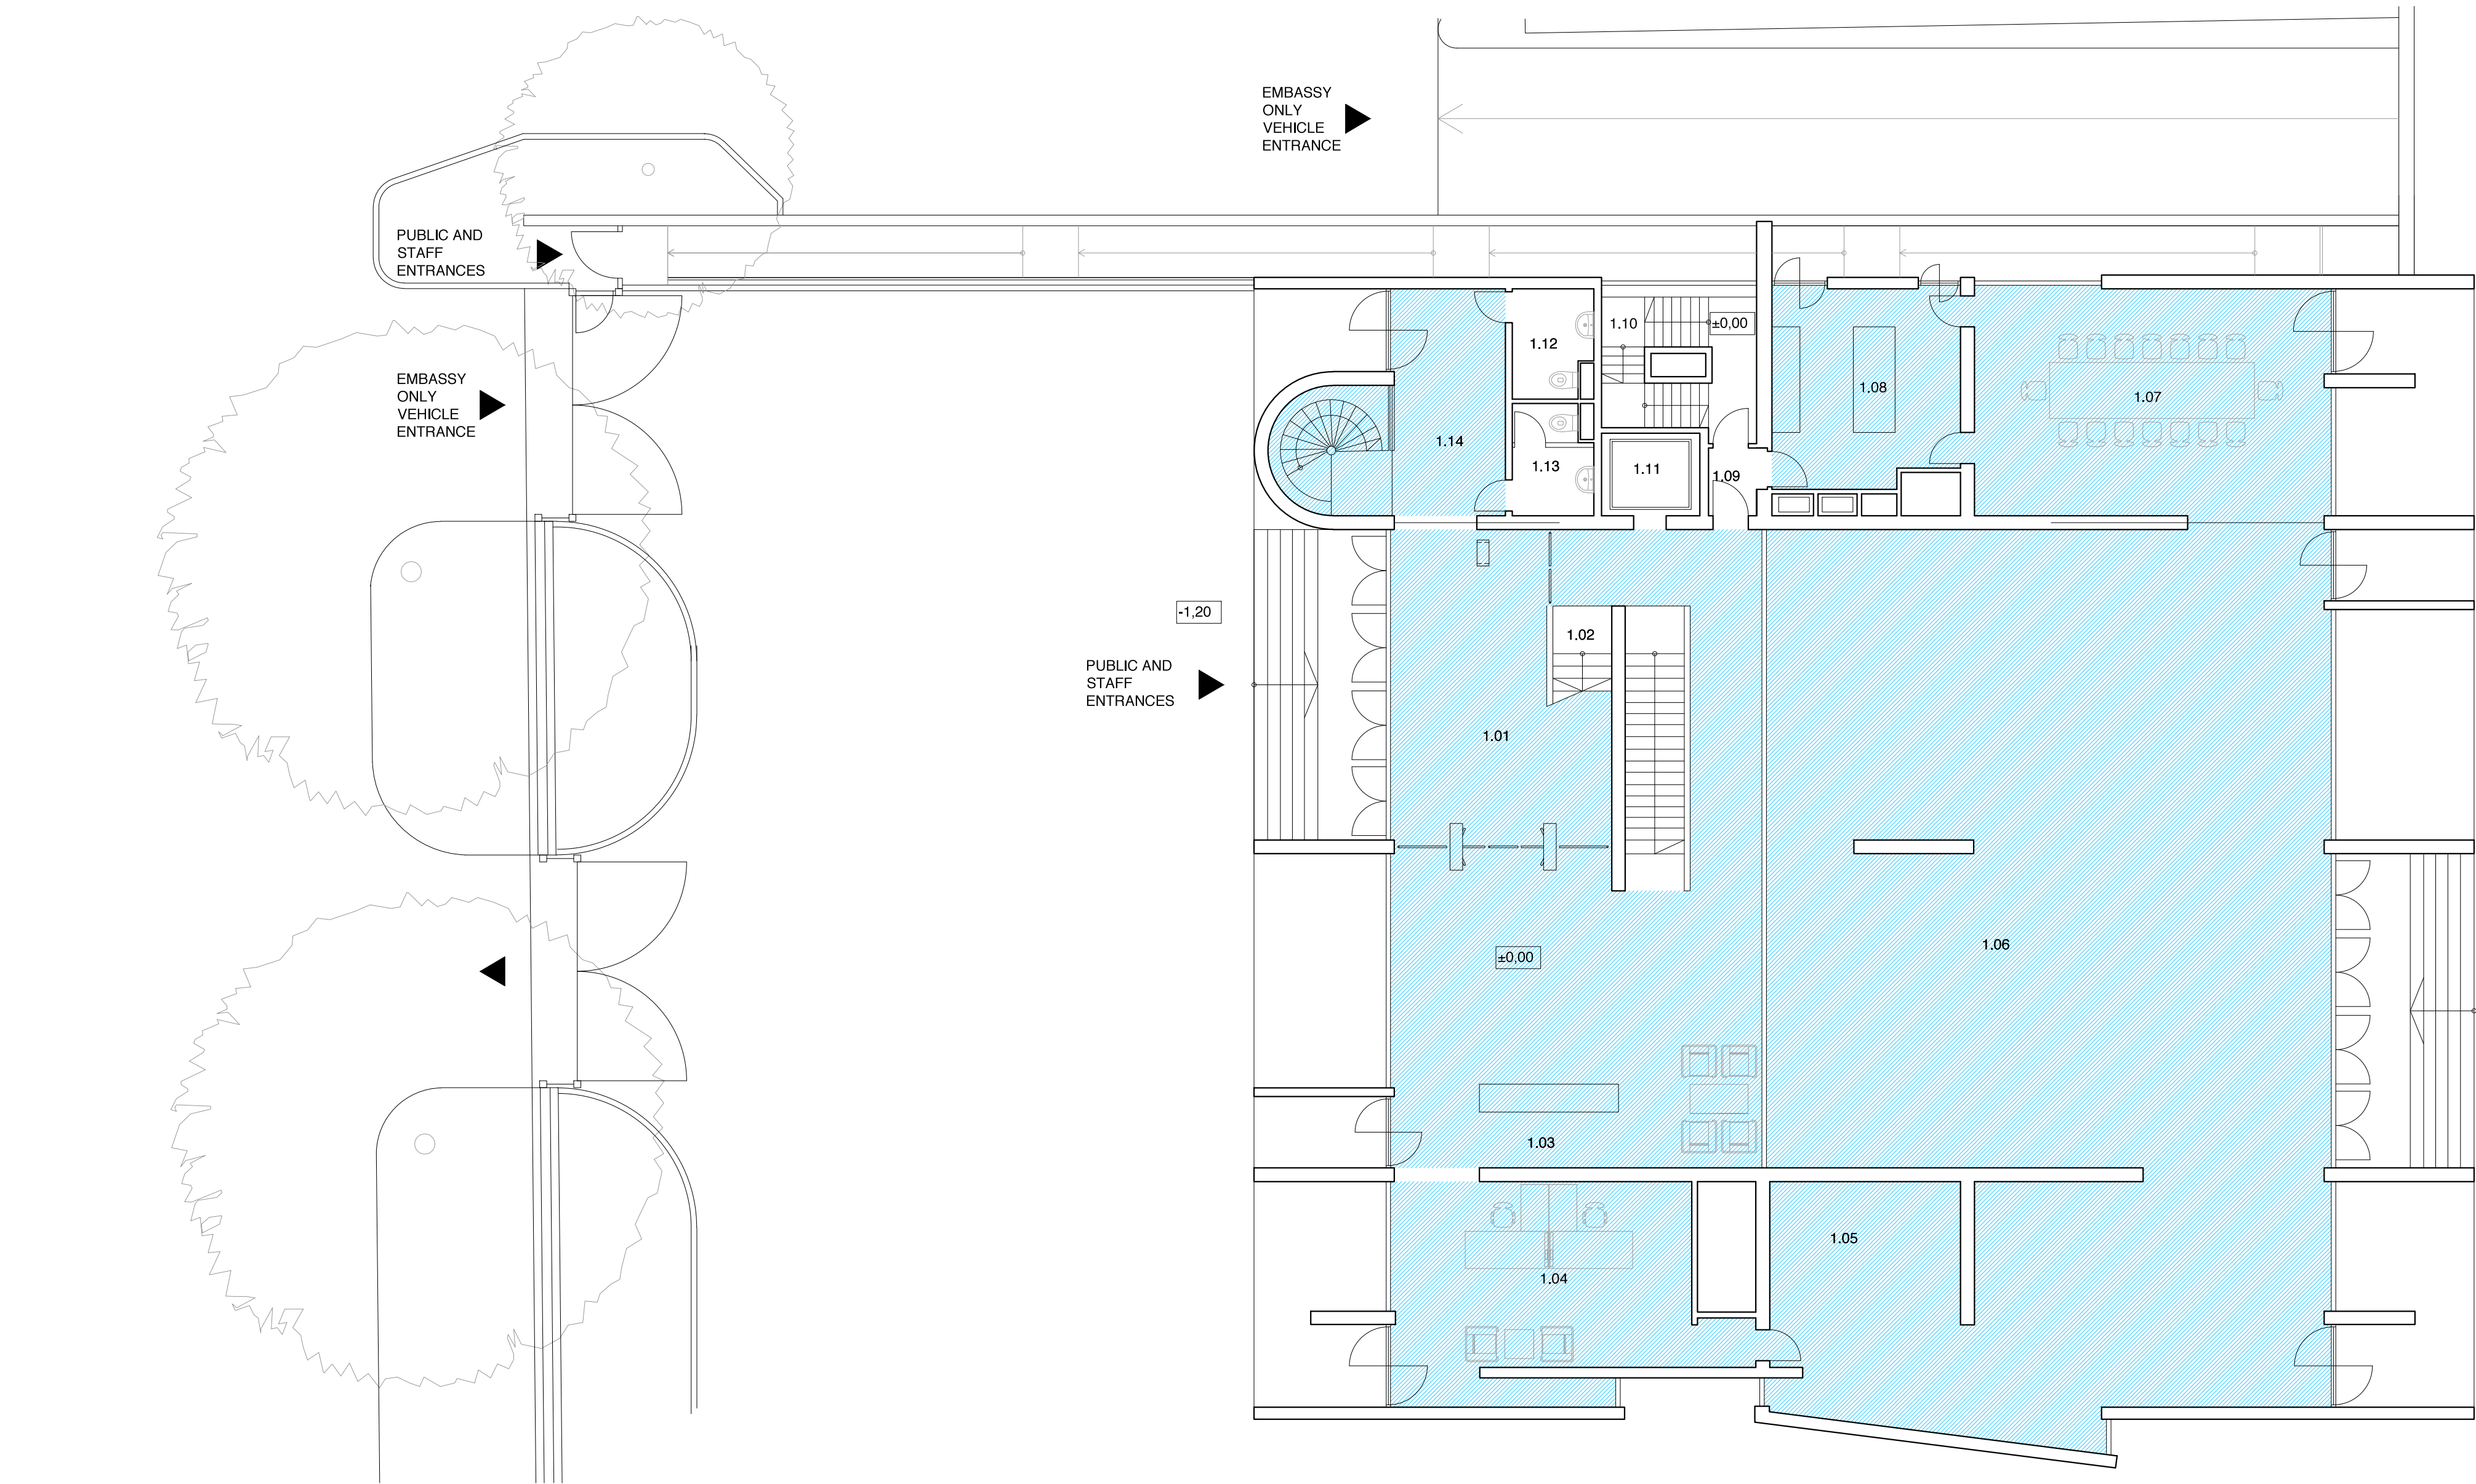 EMBASSY
ONLY
VEHICLE
ENTRANCE
PUBLIC AND
STAFF
ENTRANCES
EMBASSY
ONLY
VEHICLE
ENTRANCE
1.10
±0,00
1.12
1.08
1.07
1.14
1.13
1.11
1.09
-1,20
1.02
PUBLIC AND
STAFF
ENTRANCES
1.01
1.06
±0,00
1.03
1.05
1.04